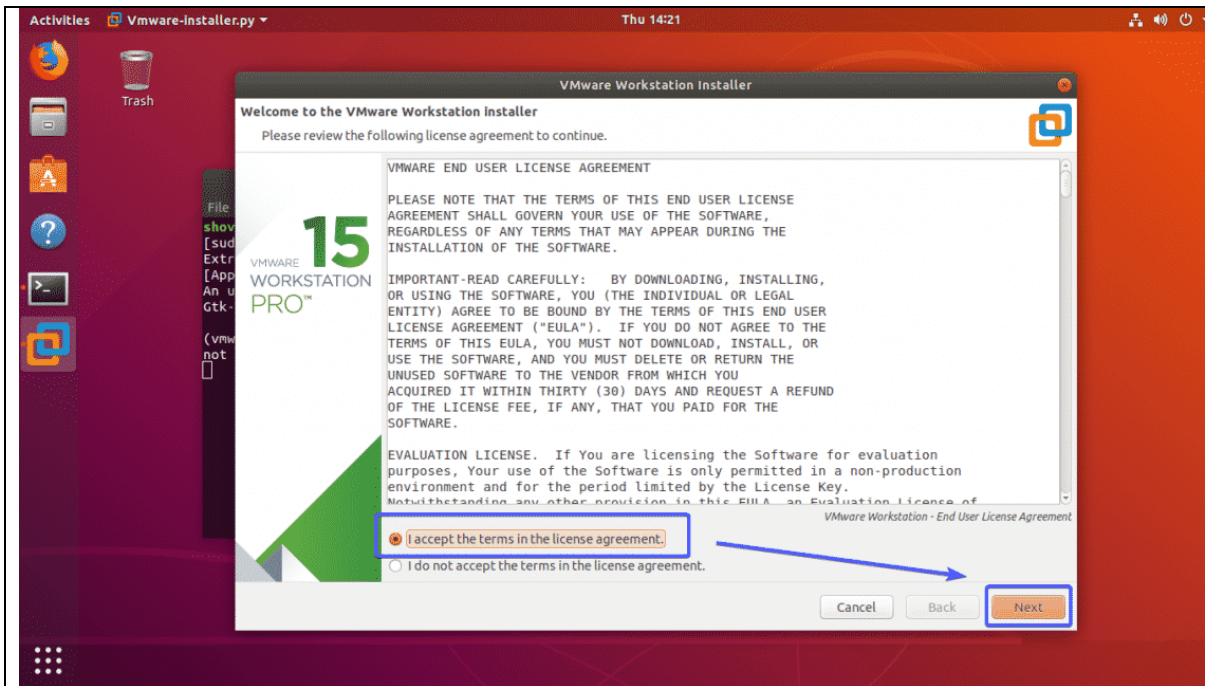 Activities Vmware-installer.py Thu 14:21
Trash
VMware Workstation Installer
Welcome to the VMware Workstation installer
Please review the following license agreement to continue.
VMWARE END USER LICENSE AGREEMENT
PLEASE NOTE THAT THE TERMS OF THIS END USER LICENSE
AGREEMENT SHALL GOVERN YOUR USE OF THE SOFTWARE,
REGARDLESS OF ANY TERMS THAT MAY APPEAR DURING THE
INSTALLATION OF THE SOFTWARE.
IMPORTANT-READ CAREFULLY:   BY DOWNLOADING, INSTALLING,
OR USING THE SOFTWARE, YOU (THE INDIVIDUAL OR LEGAL
ENTITY) AGREE TO BE BOUND BY THE TERMS OF THIS END USER
LICENSE AGREEMENT ("EULA").  IF YOU DO NOT AGREE TO THE
TERMS OF THIS EULA, YOU MUST NOT DOWNLOAD, INSTALL, OR
USE THE SOFTWARE, AND YOU MUST DELETE OR RETURN THE
UNUSED SOFTWARE TO THE VENDOR FROM WHICH YOU
ACQUIRED IT WITHIN THIRTY (30) DAYS AND REQUEST A REFUND
OF THE LICENSE FEE, IF ANY, THAT YOU PAID FOR THE
SOFTWARE.
EVALUATION LICENSE.  If You are licensing the Software for evaluation
purposes, Your use of the Software is only permitted in a non-production
environment and for the period limited by the License Key.
Notwithstanding any other provision in this EULA, an Evaluation License of
VMware Workstation - End User License Agreement
I accept the terms in the license agreement.
I do not accept the terms in the license agreement.
Cancel Back Next
VMWARE 15
WORKSTATION
PRO™
File
shov
[sud
Extr
[App
An u
Gtk-
(vmw
not